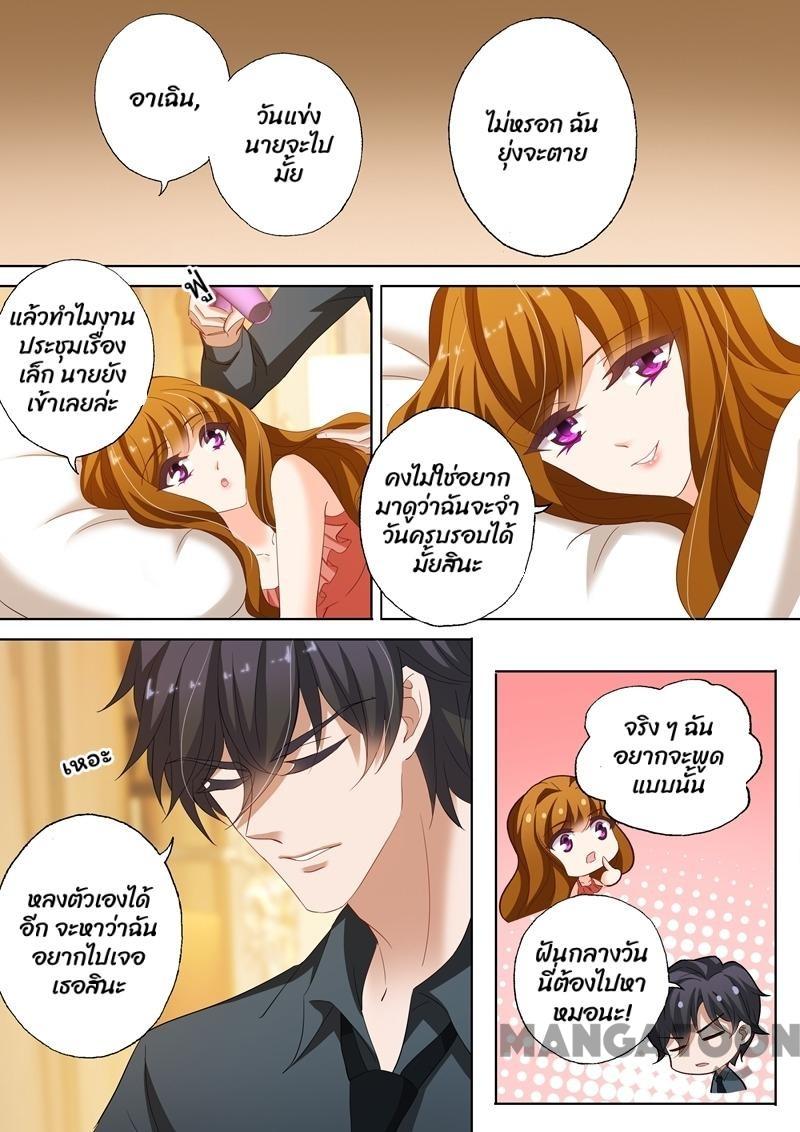 อาเฉิน,
วันแข่ง
นายจะไป
มั้ย
ไม่หรอก ฉัน
ยุ่งจะตาย
ฟู่
แล้วทำไมงาน
ประชุมเรื่อง
เล็ก นายยัง
เข้าเลยล่ะ
คงไม่ใช่อยาก
มาดูว่าฉันจะจำ
วันครบรอบได้
มั้ยสินะ
เหอะ
หลงตัวเองได้
อีก จะหาว่าฉัน
อยากไปเจอ
เธอสินะ
จริง ๆ ฉัน
อยากจะพูด
แบบนั้น
ฝันกลางวัน
นี่ต้องไปหา
หมอนะ!
MANGATOON